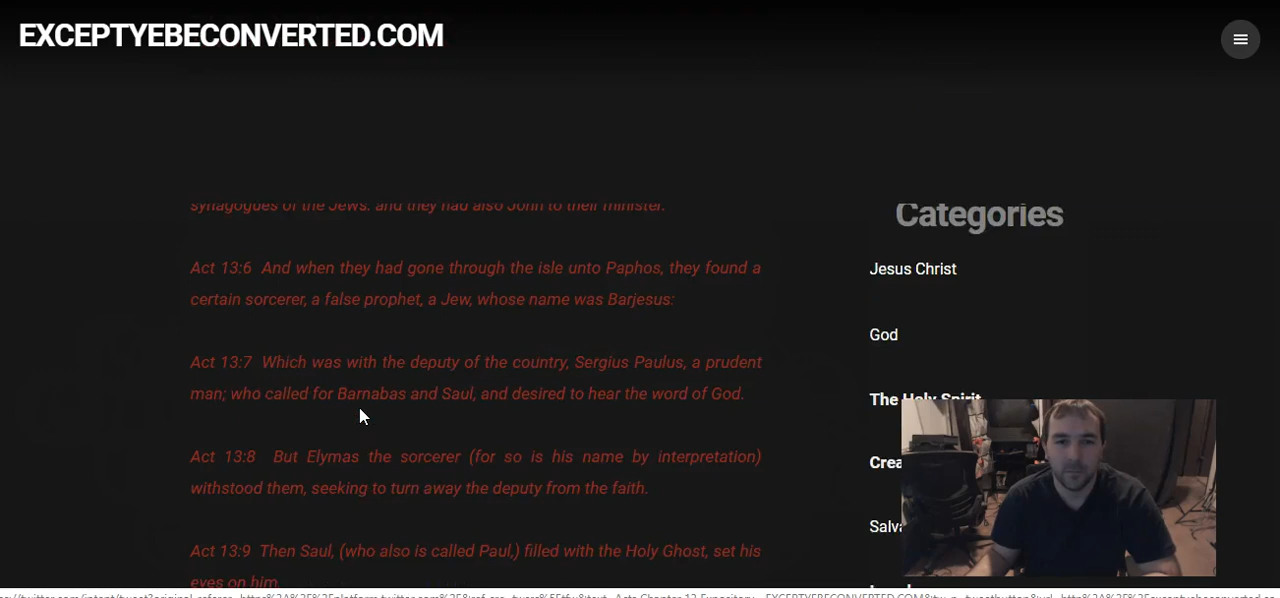 EXCEPTYEBECONVERTED.COM
synagogues of the Jews: and they had also John to their minister.
Act 13:6 And when they had gone through the isle unto Paphos, they found a
certain sorcerer, a false prophet, a Jew, whose name was Barjesus:
Act 13:7 Which was with the deputy of the country, Sergius Paulus, a prudent
man; who called for Barnabas and Saul, and desired to hear the word of God.
Act 13:8 But Elymas the sorcerer (for so is his name by interpretation)
withstood them, seeking to turn away the deputy from the faith.
Act 13:9 Then Saul, (who also is called Paul,) filled with the Holy Ghost, set his
eyes on him.
Categories
Jesus Christ
God
The Holy Spirit
Crea
Salva